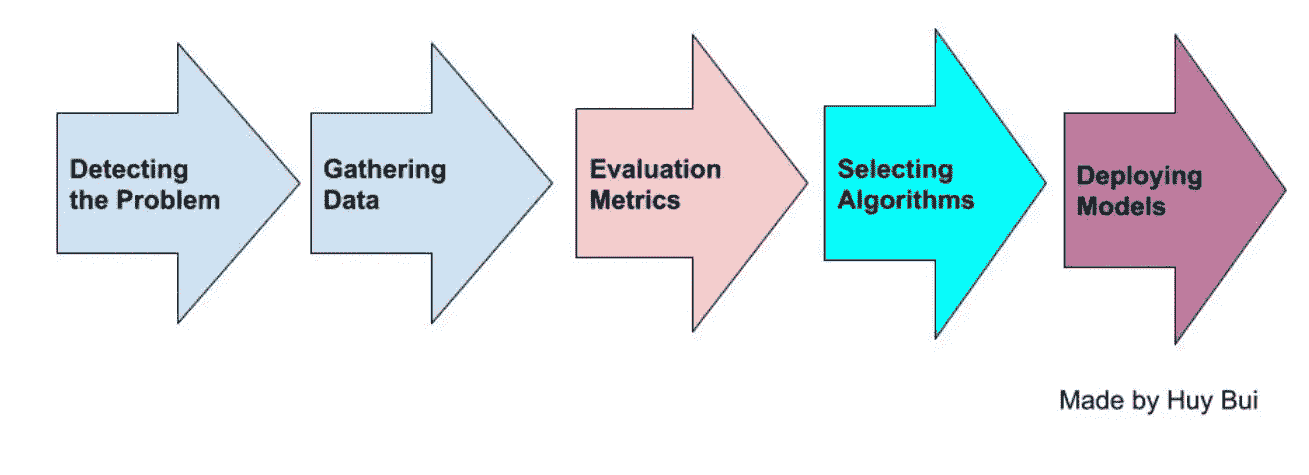 Detecting
the Problem
Gathering
Data
Evaluation
Metrics
Selecting
Algorithms
Deploying
Models
Made by Huy Bui